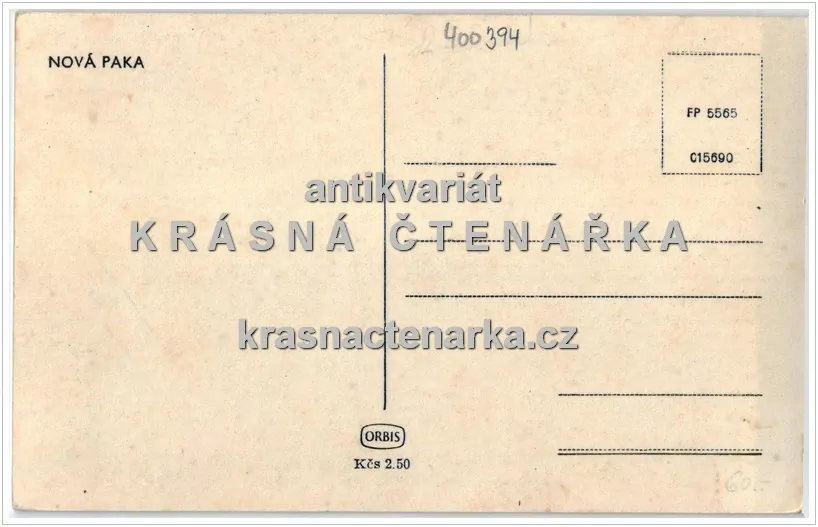 400394
NOVÁ PAKA
FP 5565
C15690
antikvariát
KRÁSNÁ ČTENÁŘKA
krasnactenarka.cz
ORBIS
Kčs 2.50
60.-